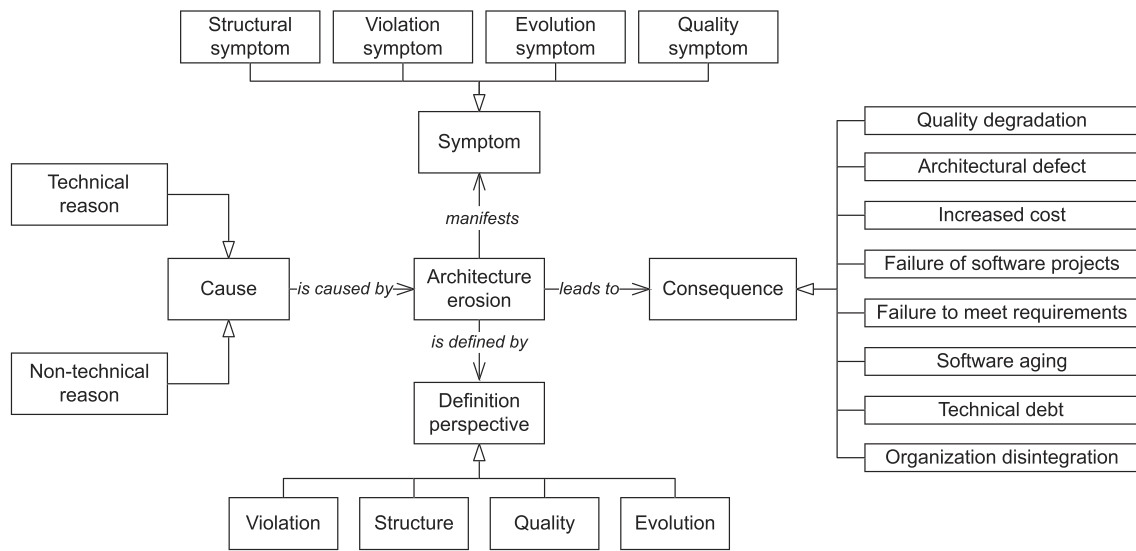 Structural
symptom
Violation
symptom
Evolution
symptom
Quality
symptom
Symptom
Technical
reason
manifests
Cause
is caused by
Architecture
erosion
leads to
Consequence
Non-technical
reason
is defined by
Definition
perspective
Violation
Structure
Quality
Evolution
Quality degradation
Architectural defect
Increased cost
Failure of software projects
Failure to meet requirements
Software aging
Technical debt
Organization disintegration